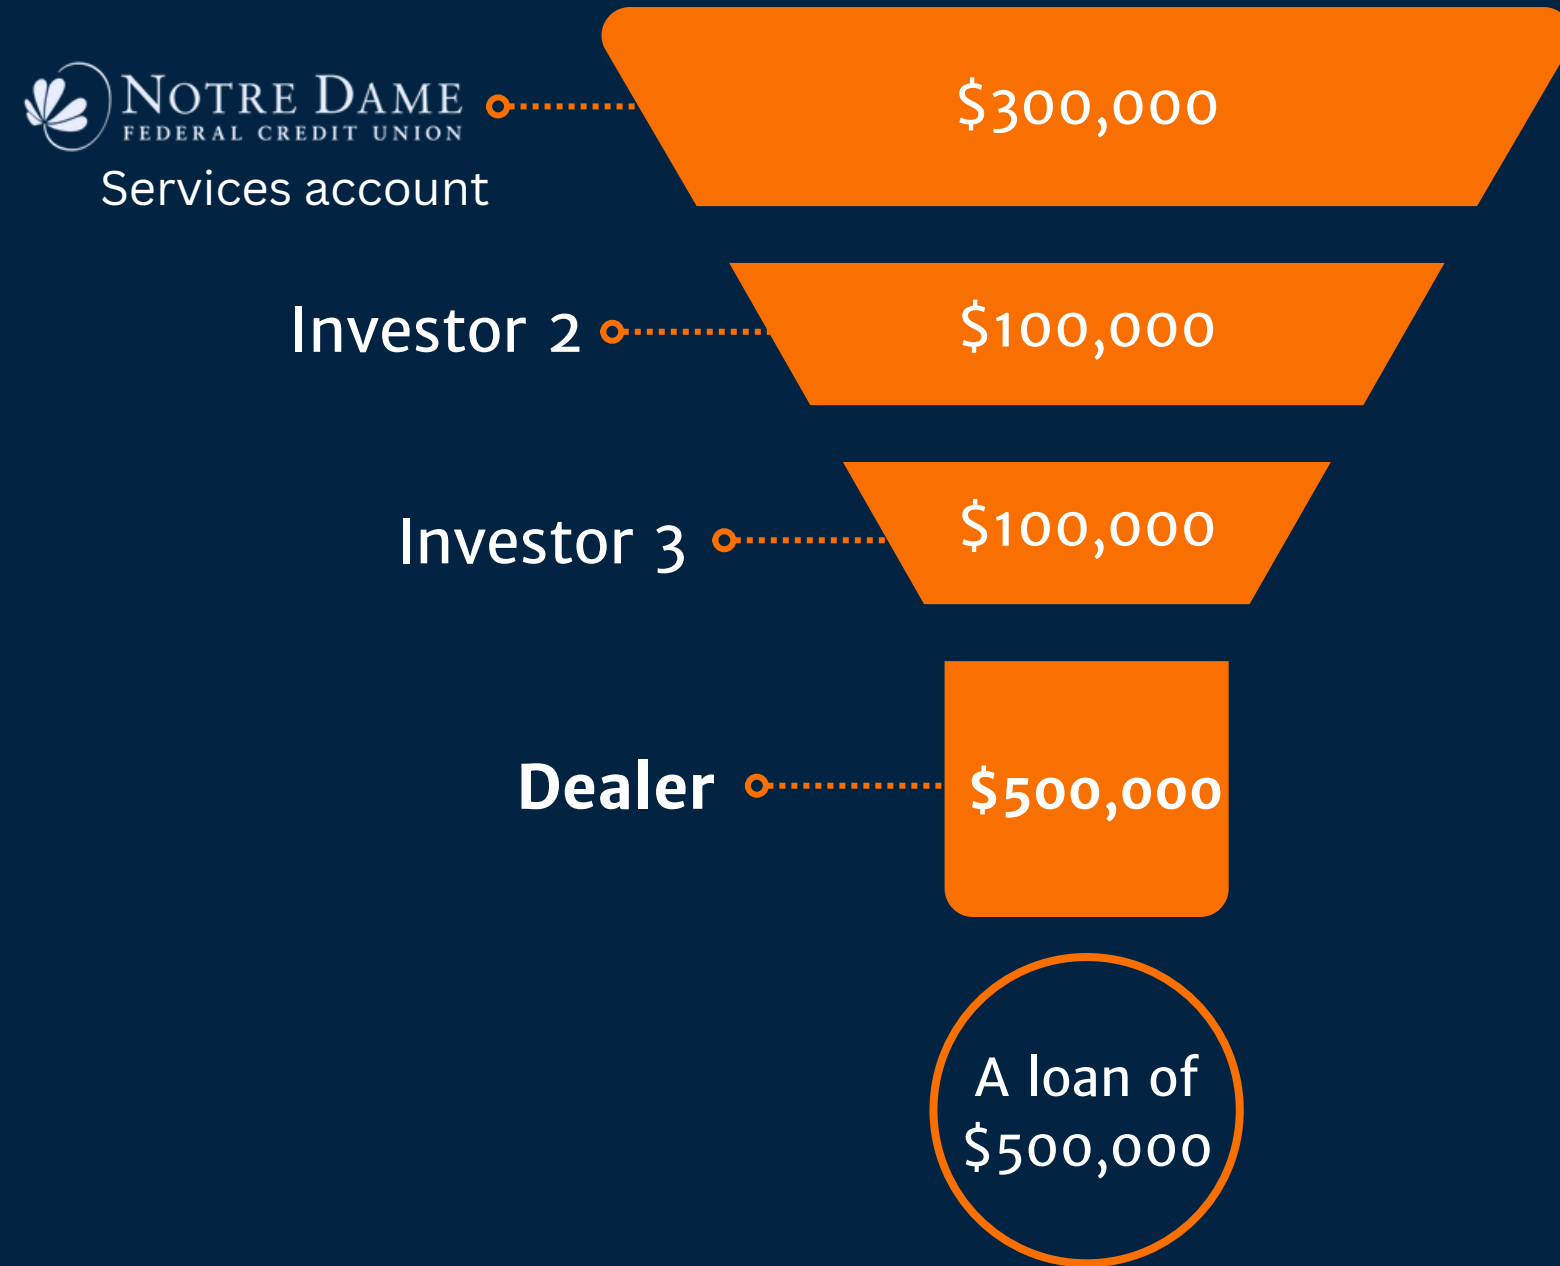 NOTRE DAME
FEDERAL CREDIT UNION
Services account
$300,000
Investor 2
$100,000
Investor 3
$100,000
Dealer
$500,000
A loan of
$500,000